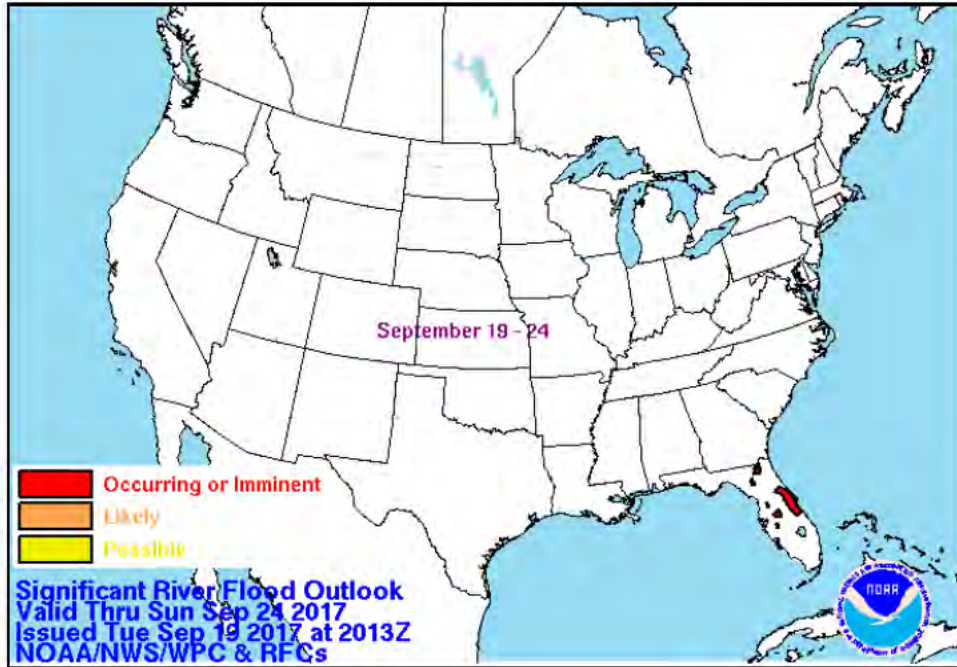 September 19 - 24
Occurring or Imminent
Likely
Possible
Significant River Flood Outlook
Valid Thru Sun Sep 24 2017
Issued Tue Sep 19 2017 at 2013Z
NOAA/NWS/WPC & RFCs
NOAA